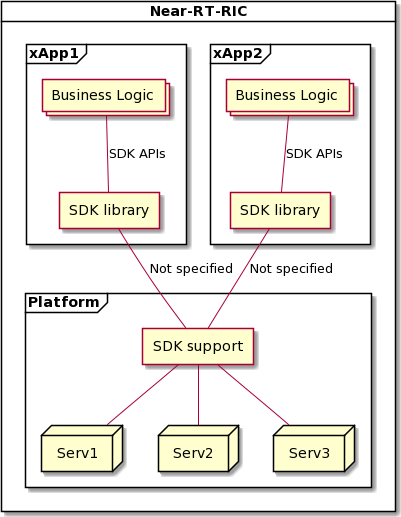 Near-RT-RIC
xApp1
xApp2
Business Logic
Business Logic
SDK APIs
SDK APIs
SDK library
SDK library
Not specified
Not specified
Platform
SDK support
Serv1
Serv2
Serv3